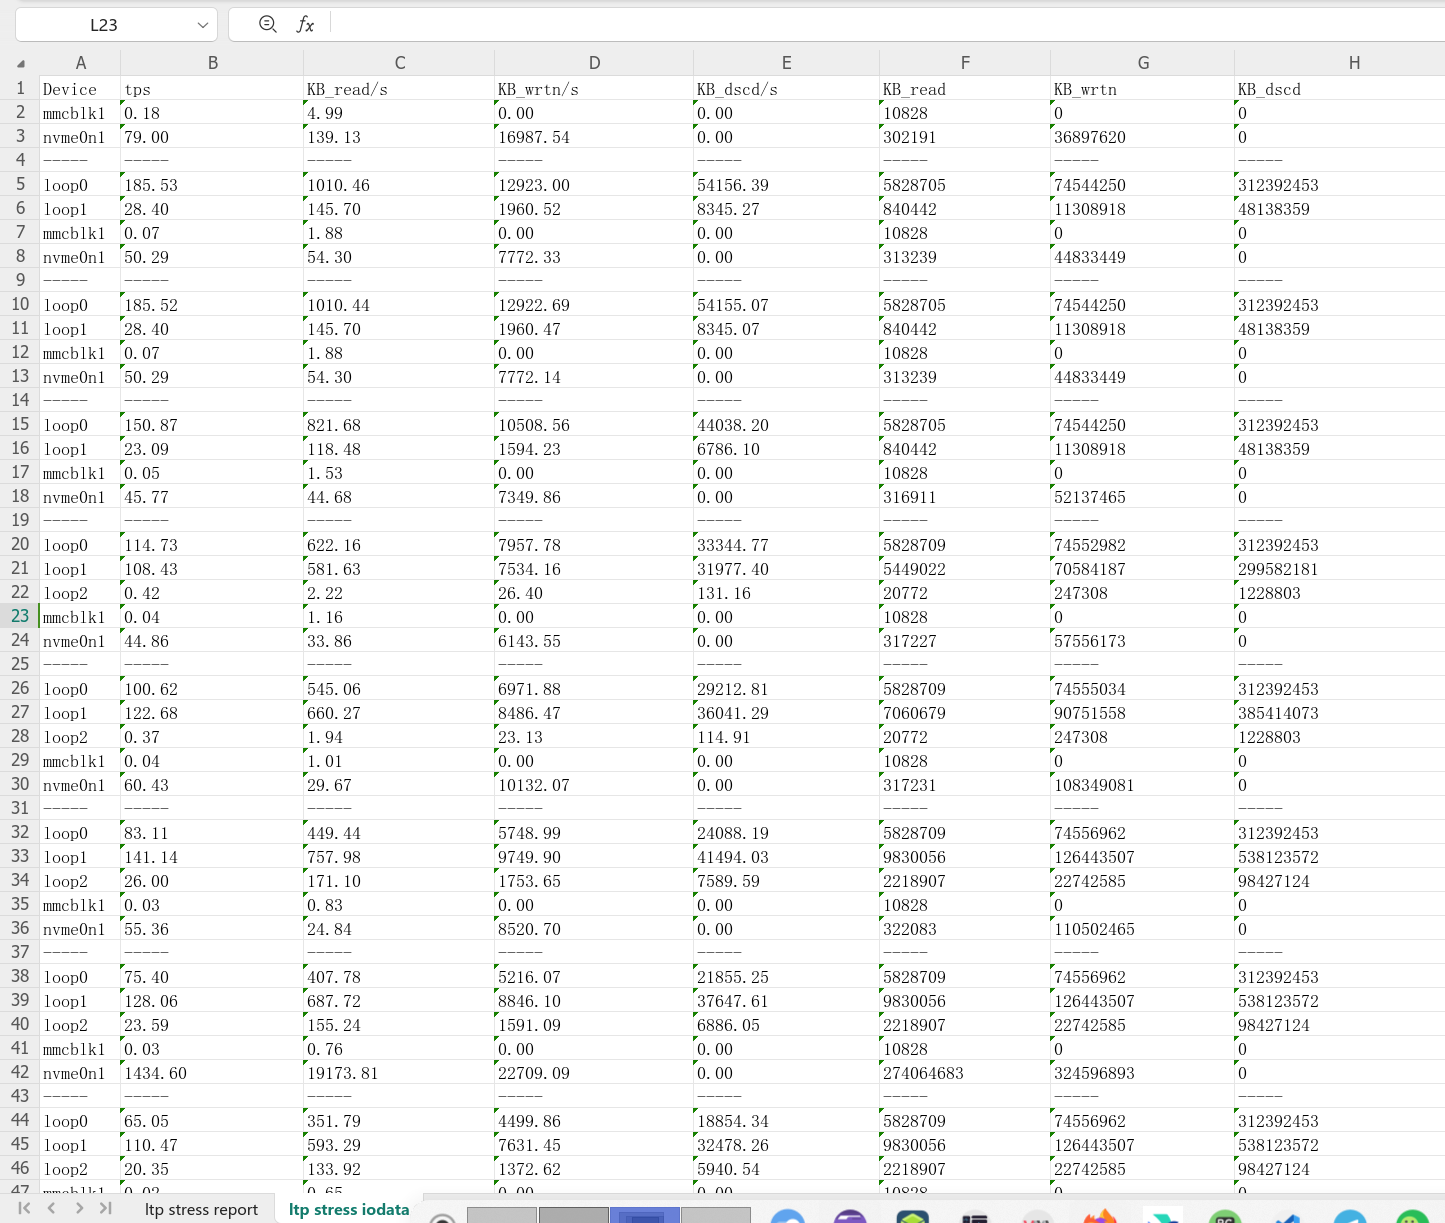 L23
fx
A B C D E F G H
1 Device tps KB_read/s KB_wrtn/s KB_dscd/s KB_read KB_wrtn KB_dscd
2 mmcblk1 0.18 4.99 0.00 0.00 10828 0 0
3 nvme0n1 79.00 139.13 16987.54 0.00 302191 36897620 0
4 ----- ----- ----- ----- ----- ----- ----- -----
5 loop0 185.53 1010.46 12923.00 54156.39 5828705 74544250 312392453
6 loop1 28.40 145.70 1960.52 8345.27 840442 11308918 48138359
7 mmcblk1 0.07 1.88 0.00 0.00 10828 0 0
8 nvme0n1 50.29 54.30 7772.33 0.00 313239 44833449 0
9 ----- ----- ----- ----- ----- ----- ----- -----
10 loop0 185.52 1010.44 12922.69 54155.07 5828705 74544250 312392453
11 loop1 28.40 145.70 1960.47 8345.07 840442 11308918 48138359
12 mmcblk1 0.07 1.88 0.00 0.00 10828 0 0
13 nvme0n1 50.29 54.30 7772.14 0.00 313239 44833449 0
14 ----- ----- ----- ----- ----- ----- ----- -----
15 loop0 150.87 821.68 10508.56 44038.20 5828705 74544250 312392453
16 loop1 23.09 118.48 1594.23 6786.10 840442 11308918 48138359
17 mmcblk1 0.05 1.53 0.00 0.00 10828 0 0
18 nvme0n1 45.77 44.68 7349.86 0.00 316911 52137465 0
19 ----- ----- ----- ----- ----- ----- ----- -----
20 loop0 114.73 622.16 7957.78 33344.77 5828709 74552982 312392453
21 loop1 108.43 581.63 7534.16 31977.40 5449022 70584187 299582181
22 loop2 0.42 2.22 26.40 131.16 20772 247308 1228803
23 mmcblk1 0.04 1.16 0.00 0.00 10828 0 0
24 nvme0n1 44.86 33.86 6143.55 0.00 317227 57556173 0
25 ----- ----- ----- ----- ----- ----- ----- -----
26 loop0 100.62 545.06 6971.88 29212.81 5828709 74555034 312392453
27 loop1 122.68 660.27 8486.47 36041.29 7060679 90751558 385414073
28 loop2 0.37 1.94 23.13 114.91 20772 247308 1228803
29 mmcblk1 0.04 1.01 0.00 0.00 10828 0 0
30 nvme0n1 60.43 29.67 10132.07 0.00 317231 108349081 0
31 ----- ----- ----- ----- ----- ----- ----- -----
32 loop0 83.11 449.44 5748.99 24088.19 5828709 74556962 312392453
33 loop1 141.14 757.98 9749.90 41494.03 9830056 126443507 538123572
34 loop2 26.00 171.10 1753.65 7589.59 2218907 22742585 98427124
35 mmcblk1 0.03 0.83 0.00 0.00 10828 0 0
36 nvme0n1 55.36 24.84 8520.70 0.00 322083 110502465 0
37 ----- ----- ----- ----- ----- ----- ----- -----
38 loop0 75.40 407.78 5216.07 21855.25 5828709 74556962 312392453
39 loop1 128.06 687.72 8846.10 37647.61 9830056 126443507 538123572
40 loop2 23.59 155.24 1591.09 6886.05 2218907 22742585 98427124
41 mmcblk1 0.03 0.76 0.00 0.00 10828 0 0
42 nvme0n1 1434.60 19173.81 22709.09 0.00 274064683 324596893 0
43 ----- ----- ----- ----- ----- ----- ----- -----
44 loop0 65.05 351.79 4499.86 18854.34 5828709 74556962 312392453
45 loop1 110.47 593.29 7631.45 32478.26 9830056 126443507 538123572
46 loop2 20.35 133.92 1372.62 5940.54 2218907 22742585 98427124
47 mmcblk1 0.02 0.65 0.00 0.00 10828 0 0
ltp stress report ltp stress iodata